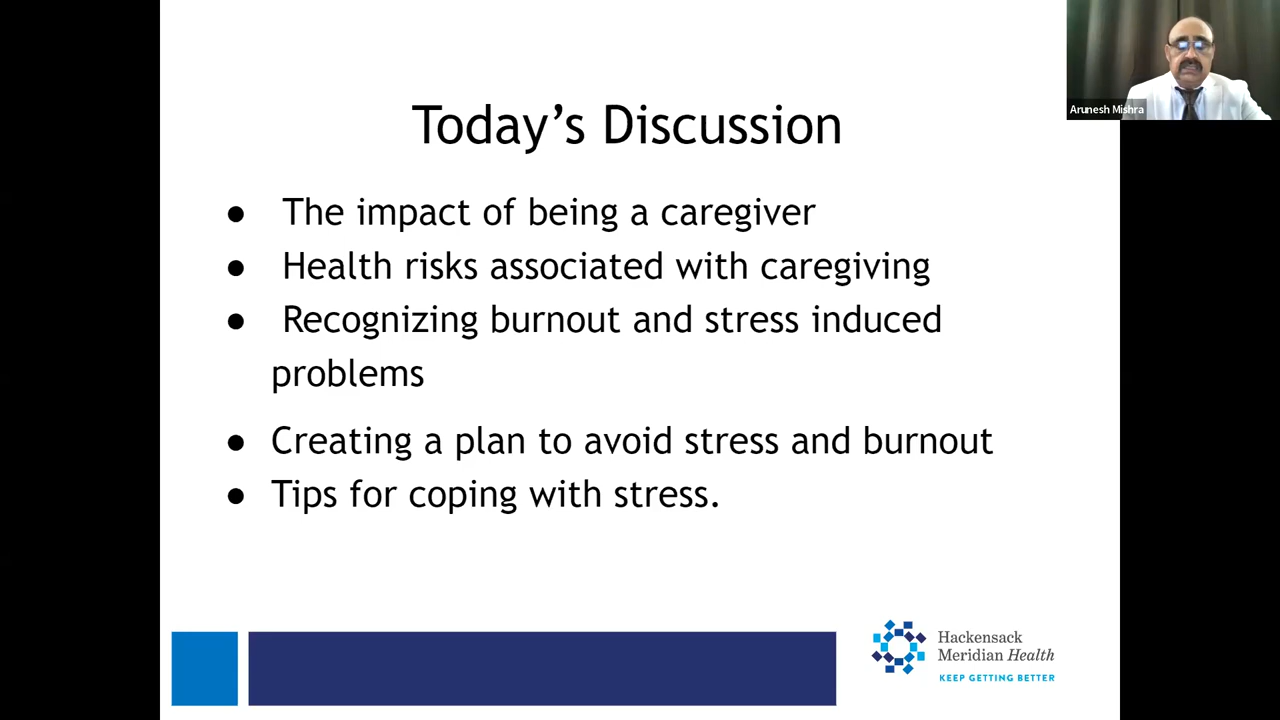 Arunesh Mishra
Today’s Discussion
● The impact of being a caregiver
● Health risks associated with caregiving
● Recognizing burnout and stress induced
problems
● Creating a plan to avoid stress and burnout
● Tips for coping with stress.
Hackensack
Meridian Health
KEEP GETTING BETTER